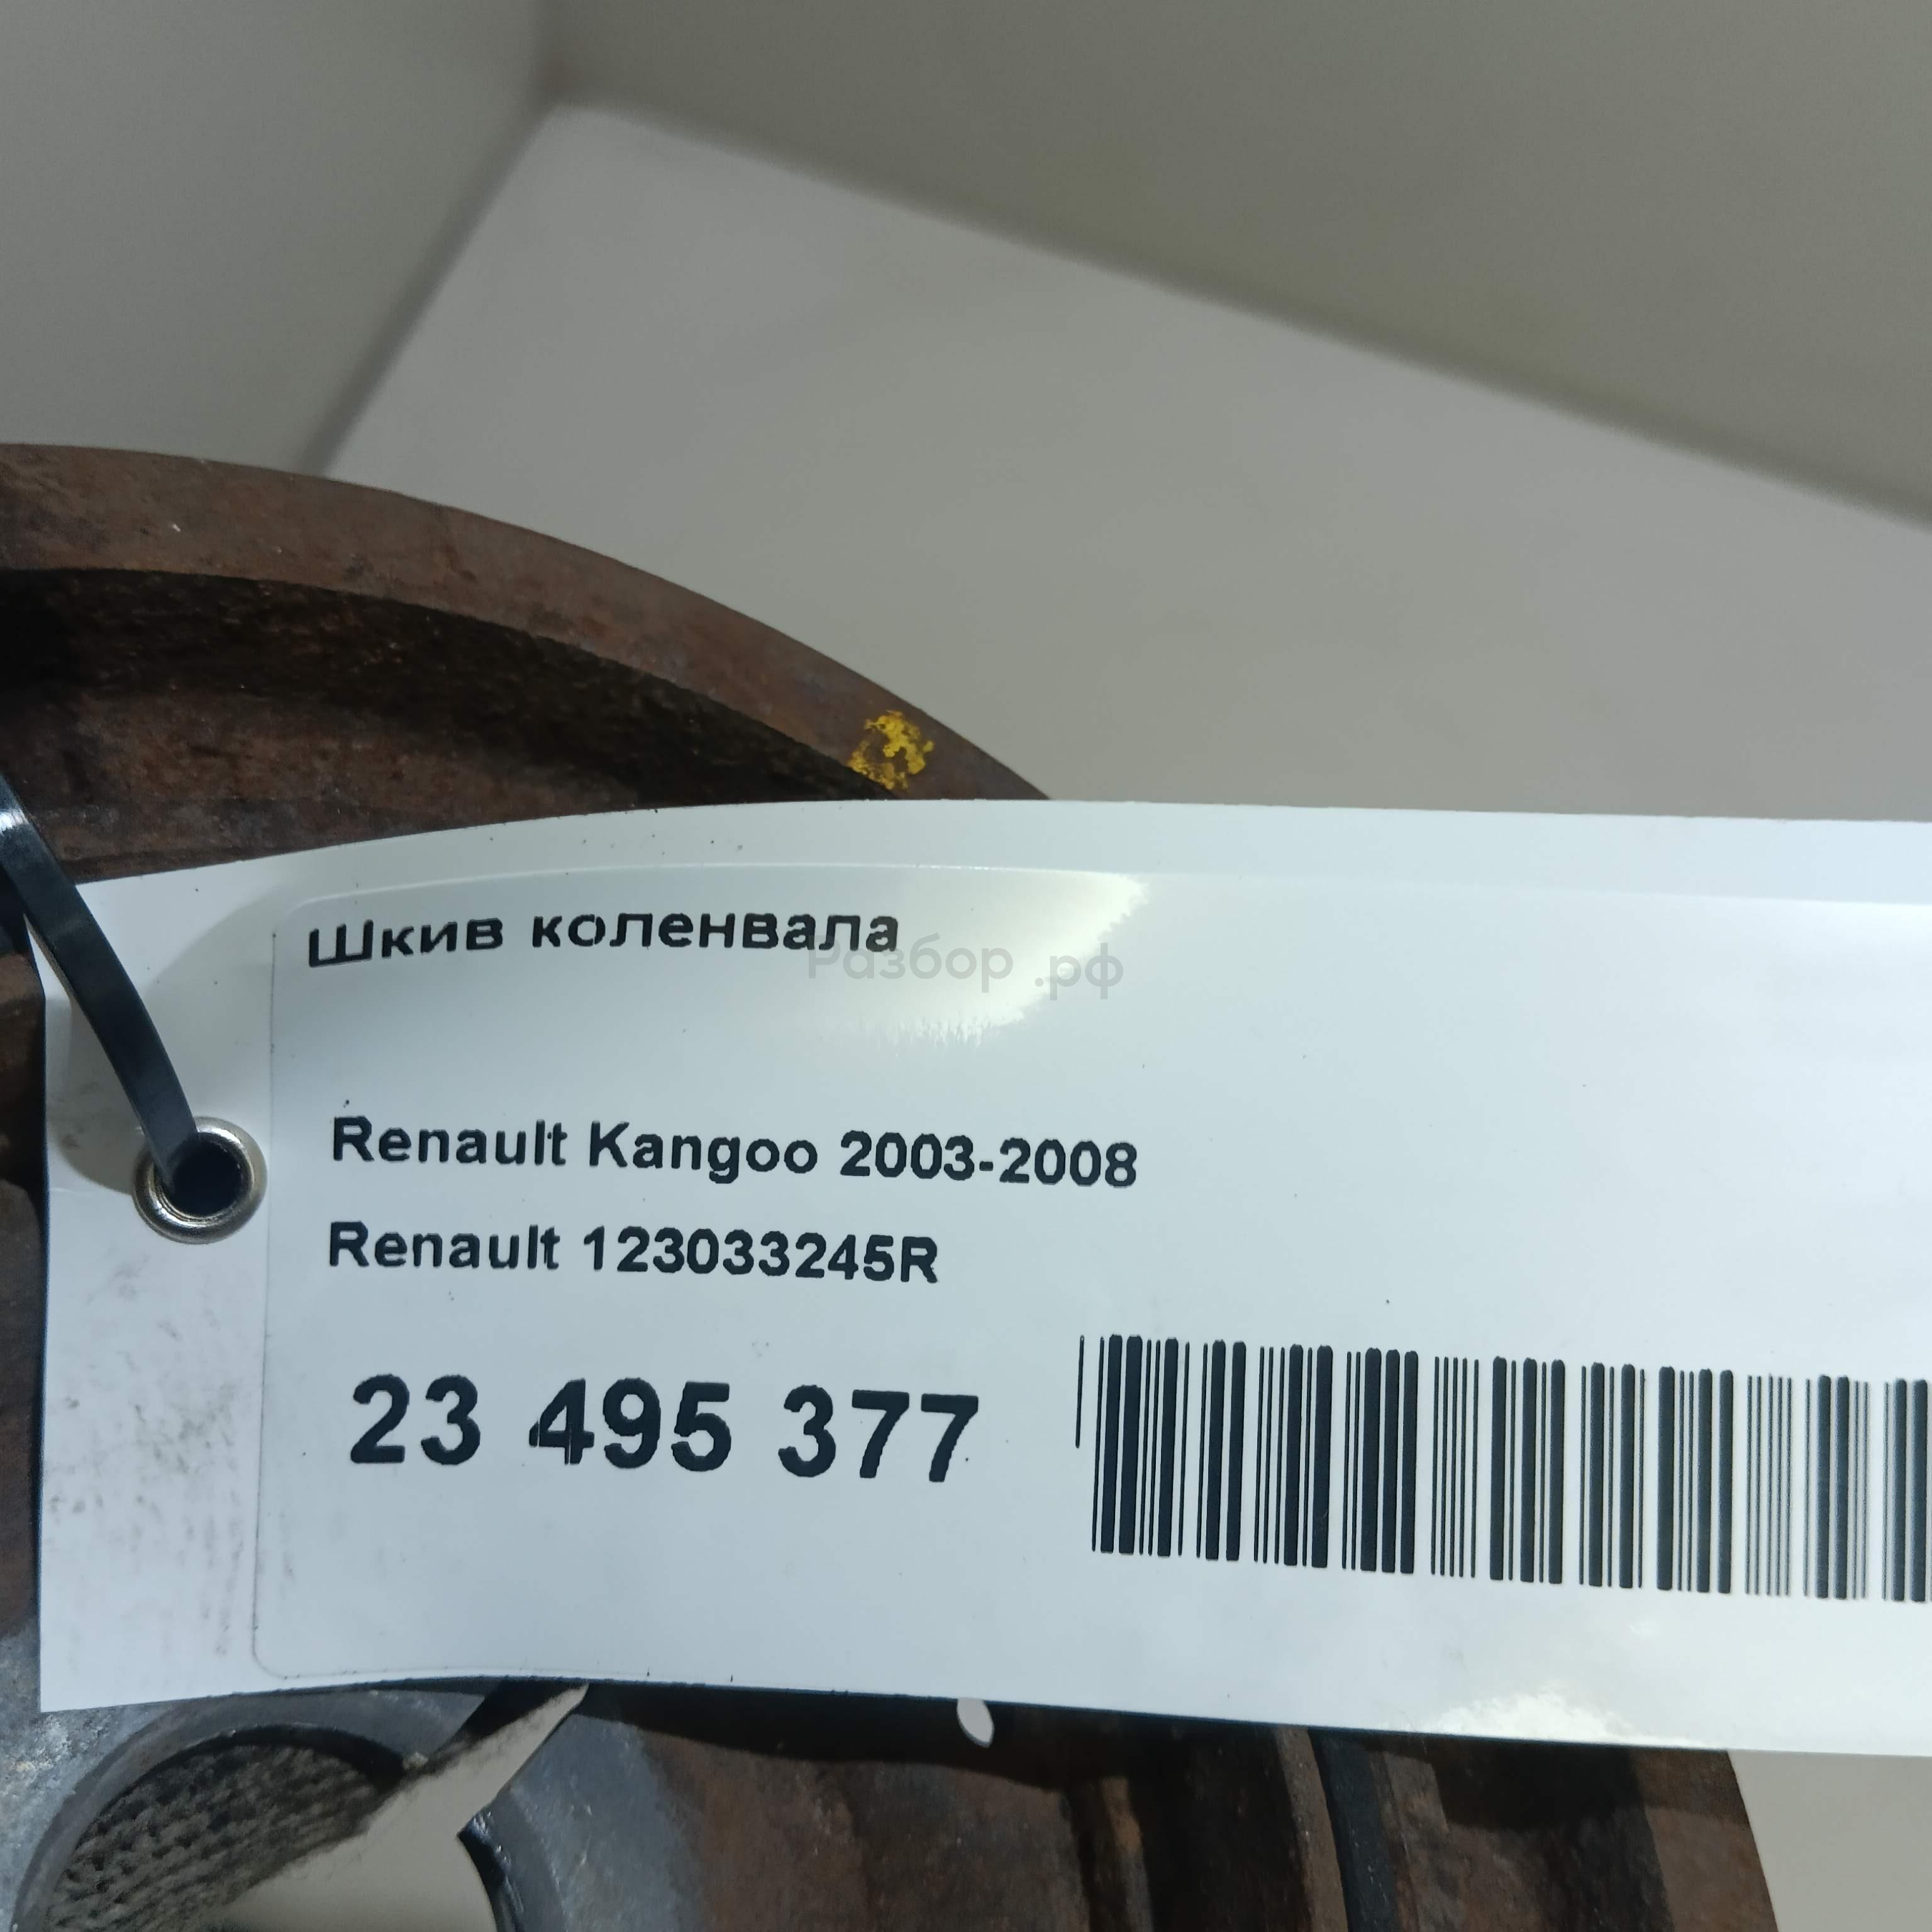 Шкив коленвала
Разбор .рф
Renault Kangoo 2003-2008
Renault 123033245R
23 495 377